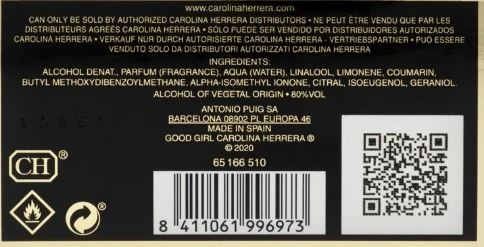 www.carolinaherrera.com
CAN ONLY BE SOLD BY AUTHORIZED CAROLINA HERRERA DISTRIBUTORS • NE PEUT ÊTRE VENDU QUE PAR LES
DISTRIBUTEURS AGRÉÉS CAROLINA HERRERA • SÓLO PUEDE SER VENDIDO POR DISTRIBUIDORES AUTORIZADOS
CAROLINA HERRERA • VERKAUF NUR DURCH AUTORISIERTE CAROLINA HERRERA - VERTRIEBSPARTNER • PUÒ ESSERE
VENDUTO SOLO DA DISTRIBUTORI AUTORIZZATI CAROLINA HERRERA
INGREDIENTS:
ALCOHOL DENAT., PARFUM (FRAGRANCE), AQUA (WATER), LINALOOL, LIMONENE, COUMARIN,
BUTYL METHOXYDIBENZOYLMETHANE, ALPHA-ISOMETHYL IONONE, CITRAL, ISOEUGENOL, GERANIOL.
ALCOHOL OF VEGETAL ORIGIN • 80%VOL
ANTONIO PUIG SA
BARCELONA 08902 PL EUROPA 46
MADE IN SPAIN
GOOD GIRL CAROLINA HERRERA ®
© 2020
65 166 510
CH ®
8 411061 996973